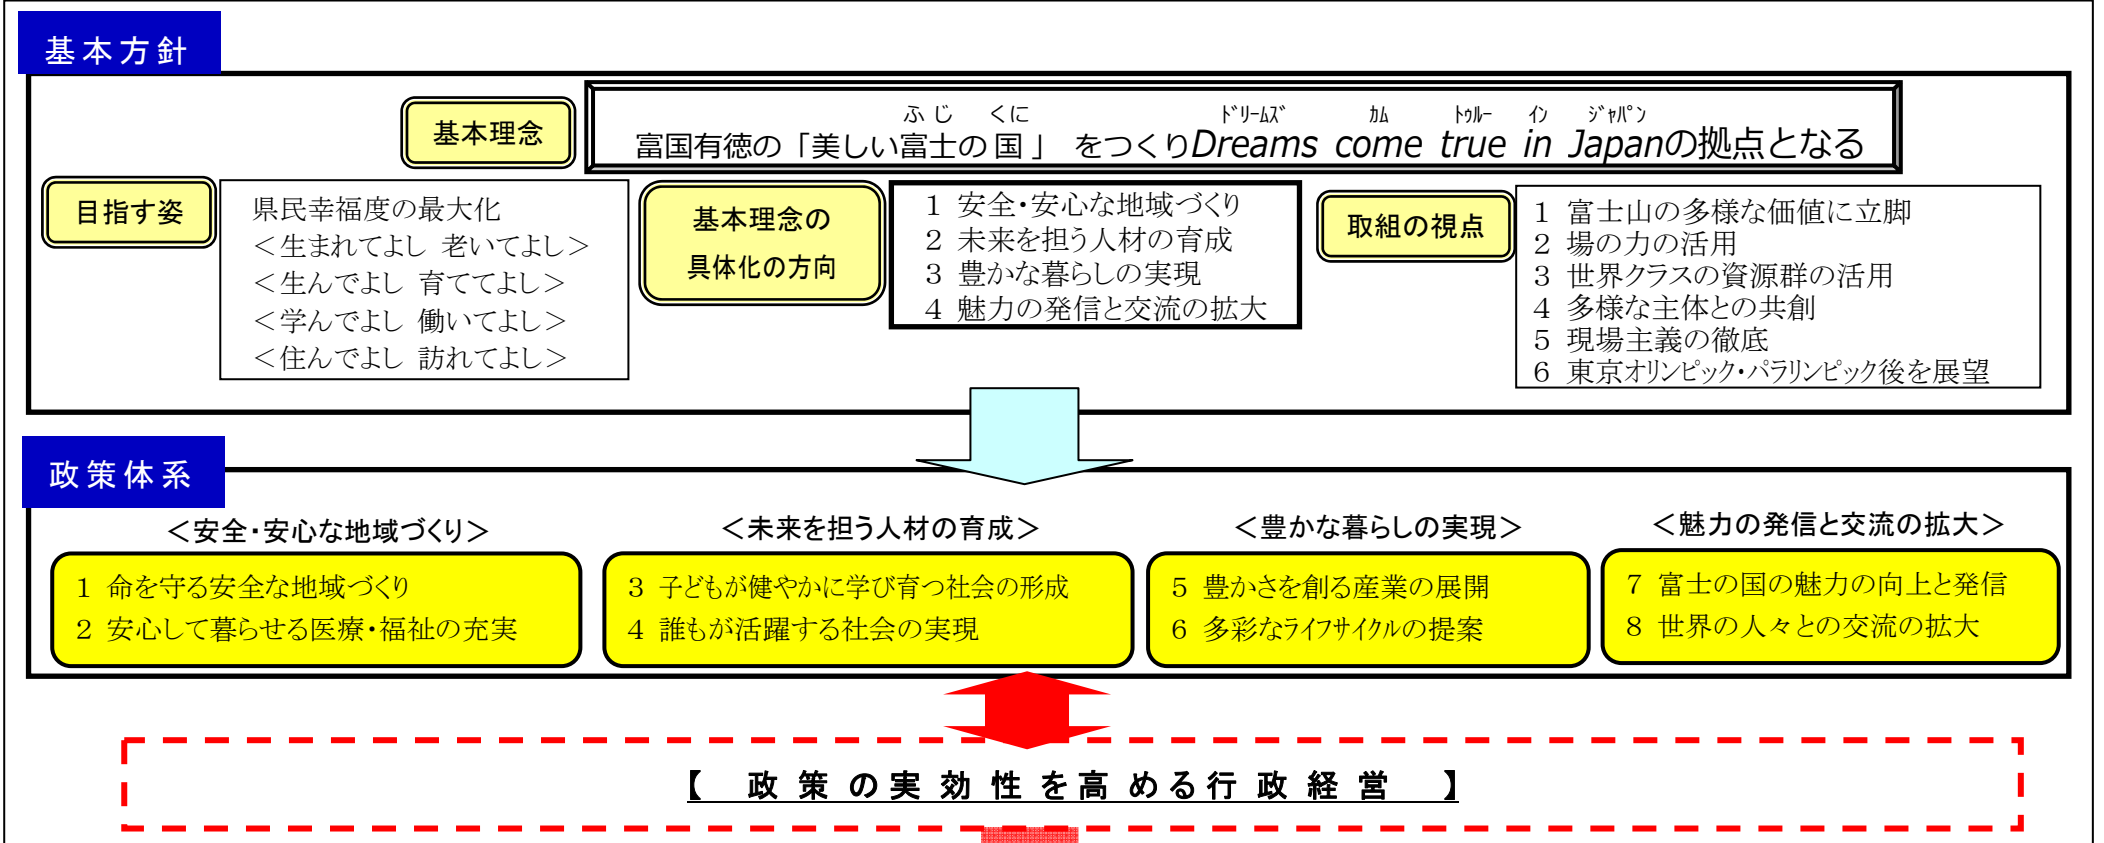 基本方針
基本理念
ふじ くに ドリームズ カム トゥルー イン ジャパン
富国有徳の「美しい富士の国」 をつくりDreams come true in Japanの拠点となる
目指す姿
県民幸福度の最大化
＜生まれてよし 老いてよし＞
＜生んでよし 育ててよし＞
＜学んでよし 働いてよし＞
＜住んでよし 訪れてよし＞
基本理念の
具体化の方向
1 安全・安心な地域づくり
2 未来を担う人材の育成
3 豊かな暮らしの実現
4 魅力の発信と交流の拡大
取組の視点
1 富士山の多様な価値に立脚
2 場の力の活用
3 世界クラスの資源群の活用
4 多様な主体との共創
5 現場主義の徹底
6 東京オリンピック・パラリンピック後を展望
政策体系
＜安全・安心な地域づくり＞
1 命を守る安全な地域づくり
2 安心して暮らせる医療・福祉の充実
＜未来を担う人材の育成＞
3 子どもが健やかに学び育つ社会の形成
4 誰もが活躍する社会の実現
＜豊かな暮らしの実現＞
5 豊かさを創る産業の展開
6 多彩なライフサイクルの提案
＜魅力の発信と交流の拡大＞
7 富士の国の魅力の向上と発信
8 世界の人々との交流の拡大
【 政策の実効性を高める行政経営 】